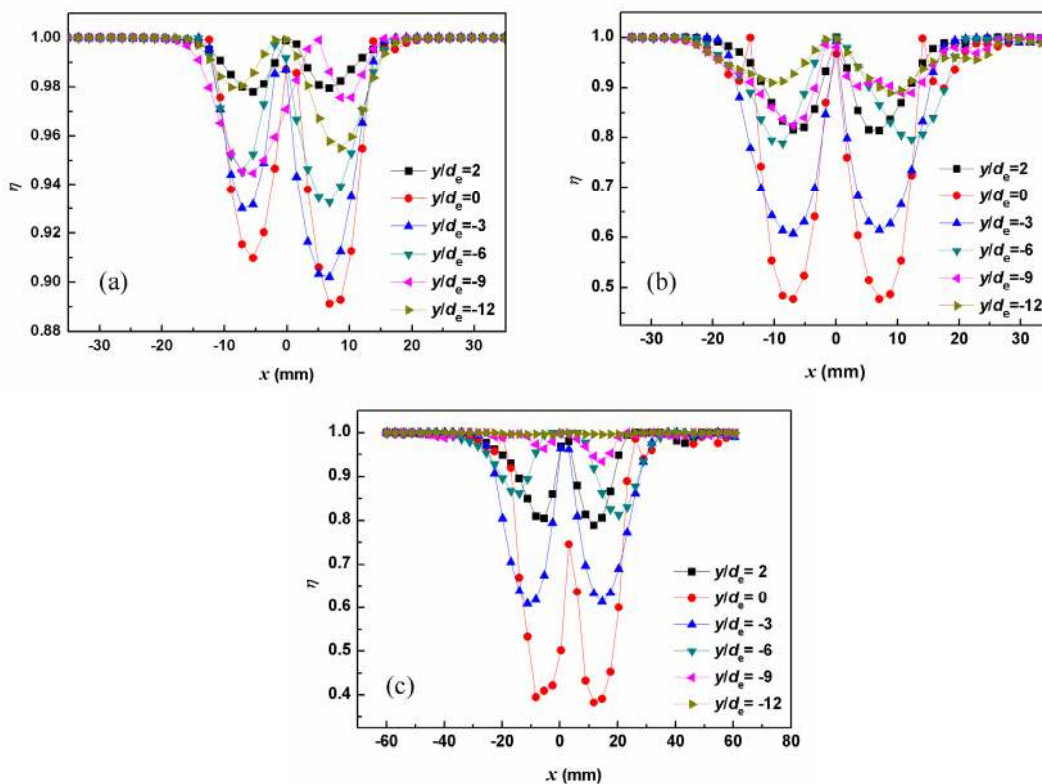 1.00
0.98
0.96
0.94
0.92
0.90
0.88
η
(a)
y/de=2
y/de=0
y/de=-3
y/de=-6
y/de=-9
y/de=-12
-30 -20 -10 0 10 20 30
x (mm)
1.0
0.9
0.8
0.7
0.6
0.5
η
(b)
y/de=2
y/de=0
y/de=-3
y/de=-6
y/de=-9
y/de=-12
-30 -20 -10 0 10 20 30
x (mm)
1.0
0.9
0.8
0.7
0.6
0.5
0.4
η
(c)
y/de= 2
y/de= 0
y/de= -3
y/de= -6
y/de= -9
y/de= -12
-60 -40 -20 0 20 40 60 80
x (mm)